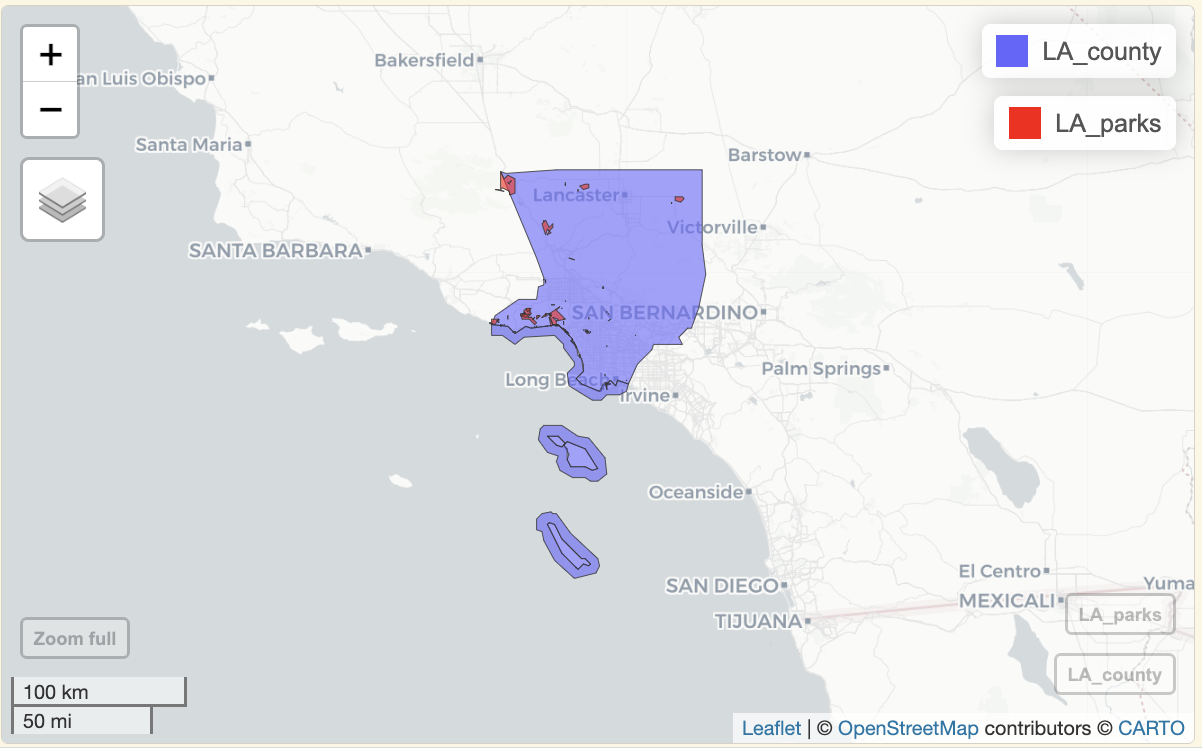 +
−
LA_county
LA_parks
Bakersfield
an Luis Obispo
Santa Maria
Barstow
Lancaster
Victorville
SANTA BARBARA
SAN BERNARDINO
Palm Springs
Long Beach
Irvine
Oceanside
El Centro
Yuma
SAN DIEGO
MEXICALI
LA_parks
TIJUANA
Zoom full
LA_county
100 km
50 mi
Leaflet | © OpenStreetMap contributors © CARTO